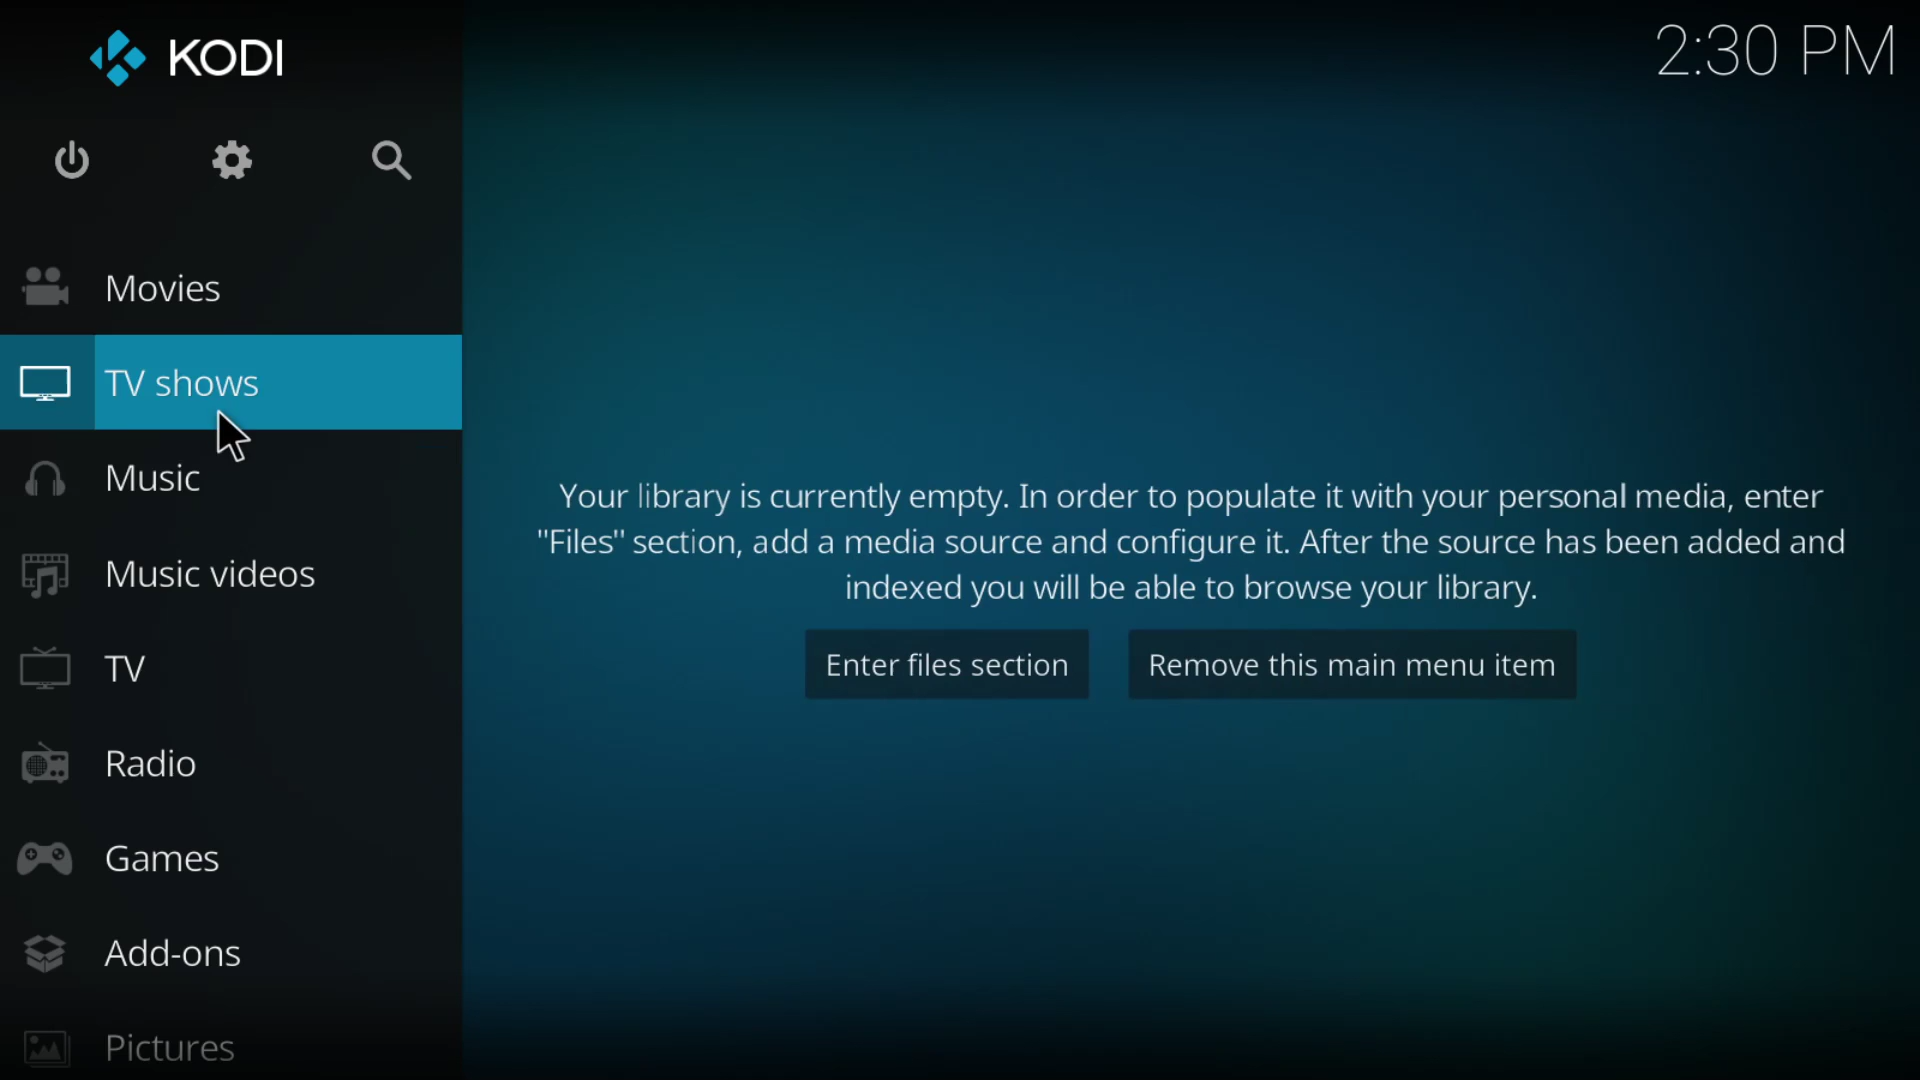 KODI
2:30 PM
Movies
TV shows
Music
Music videos
TV
Radio
Games
Add-ons
Pictures
Your library is currently empty. In order to populate it with your personal media, enter
"Files" section, add a media source and configure it. After the source has been added and
indexed you will be able to browse your library.
Enter files section
Remove this main menu item